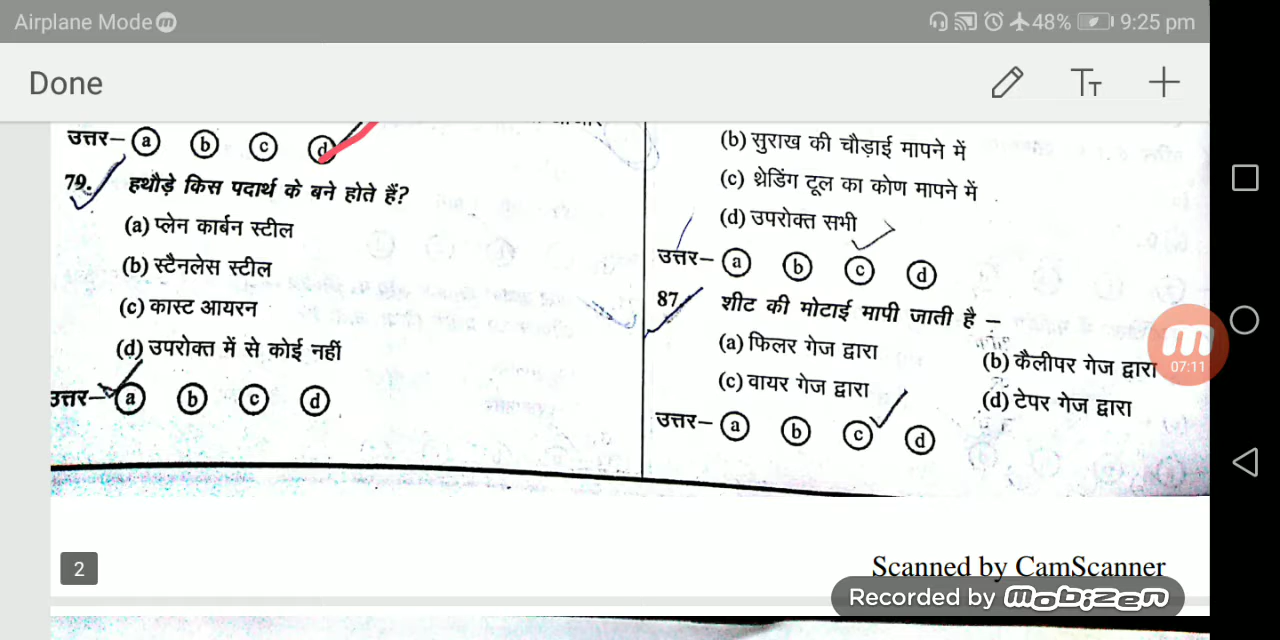 Airplane Mode
48%
9:25 pm
Done
उत्तर– a b c d
79. हथौड़े किस पदार्थ के बने होते हैं?
(a) प्लेन कार्बन स्टील
(b) स्टैनलेस स्टील
(c) कास्ट आयरन
(d) उपरोक्त में से कोई नहीं
उत्तर– a b c d
(b) सुराख की चौड़ाई मापने में
(c) थ्रेडिंग टूल का कोण मापने में
(d) उपरोक्त सभी
उत्तर– a b c d
87. शीट की मोटाई मापी जाती है –
(a) फिलर गेज द्वारा
(b) कैलीपर गेज द्वारा
(c) वायर गेज द्वारा
(d) टेपर गेज द्वारा
उत्तर– a b c d
07:11
2
Scanned by CamScanner
Recorded by mobizen